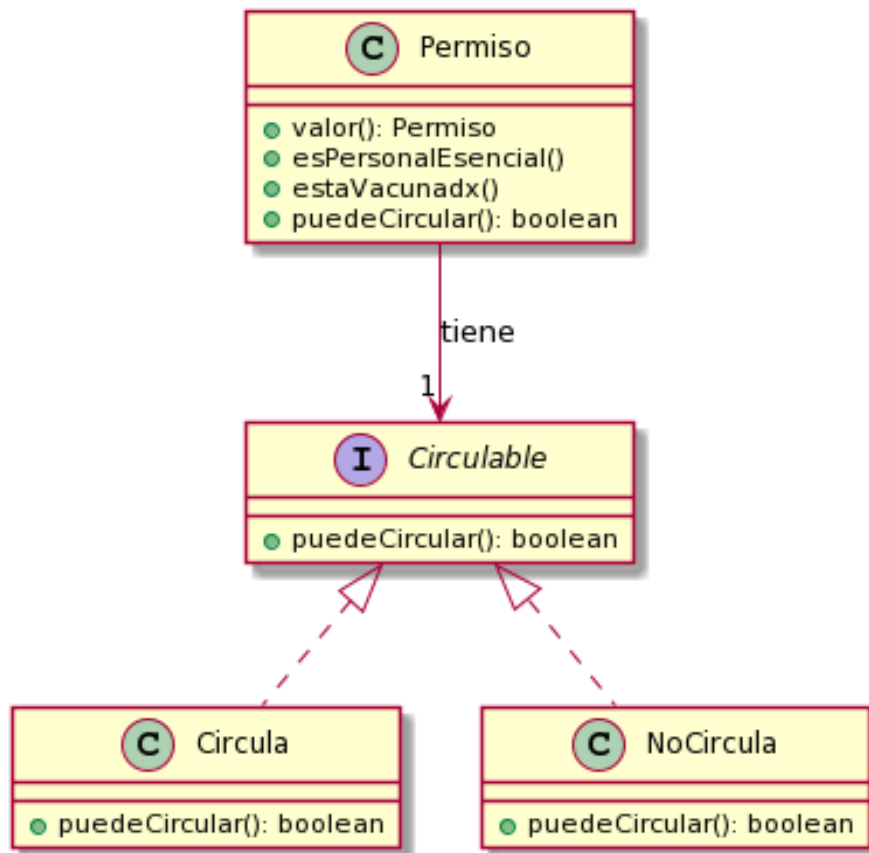 C Permiso
valor(): Permiso
esPersonalEsencial()
estaVacunadx()
puedeCircular(): boolean
tiene
1
I Circulable
puedeCircular(): boolean
C Circula
puedeCircular(): boolean
C NoCircula
puedeCircular(): boolean